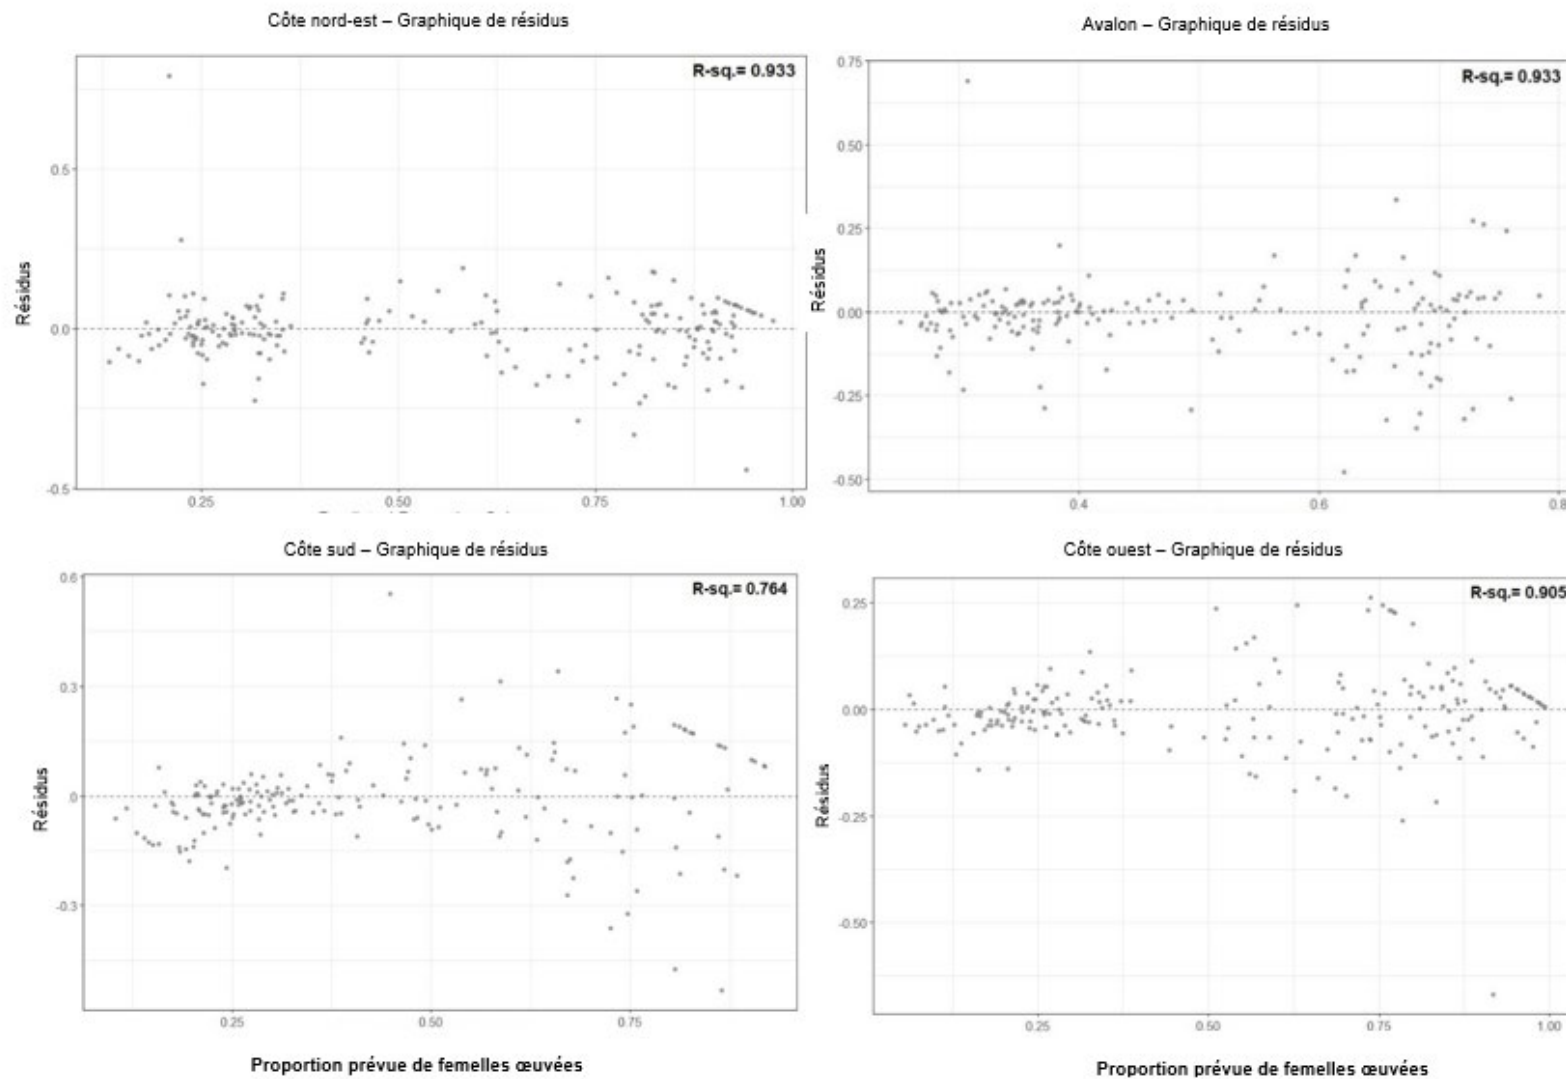 Côte nord-est – Graphique de résidus
R-sq.= 0.933
Résidus
0.5
0.0
-0.5
0.25
0.50
0.75
1.00
Avalon – Graphique de résidus
R-sq.= 0.933
Résidus
0.75
0.50
0.25
0.00
-0.25
-0.50
0.4
0.6
0.8
Côte sud – Graphique de résidus
R-sq.= 0.764
Résidus
0.6
0.3
.0
-0.3
0.25
0.50
0.75
Proportion prévue de femelles œuvées
Côte ouest – Graphique de résidus
R-sq.= 0.905
Résidus
0.25
0.00
-0.25
-0.50
0.25
0.50
0.75
1.00
Proportion prévue de femelles œuvées